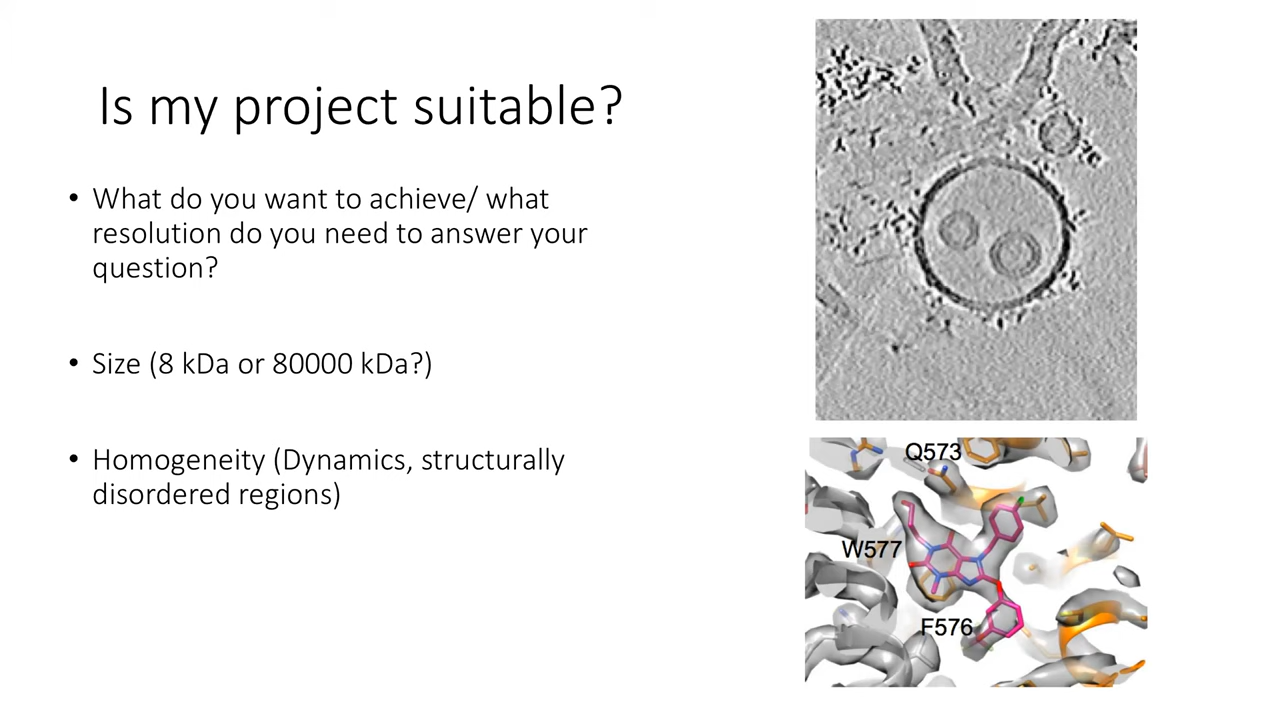 Is my project suitable?
• What do you want to achieve/ what
resolution do you need to answer your
question?
• Size (8 kDa or 80000 kDa?)
• Homogeneity (Dynamics, structurally
disordered regions)
Q573
W577
F576